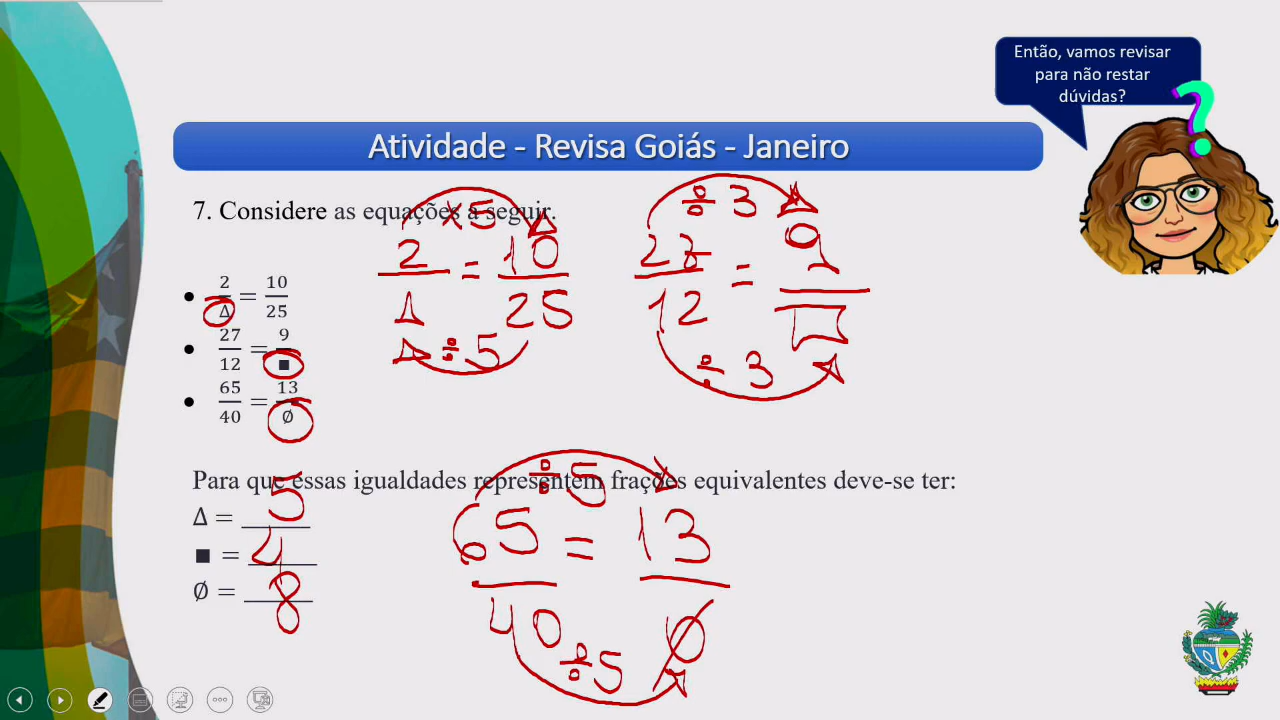 Então, vamos revisar
para não restar
dúvidas?
Atividade - Revisa Goiás - Janeiro
7. Considere as equações a seguir.
• 2/Δ = 10/25
• 27/12 = 9/■
• 65/40 = 13/Ø
×5
2/Δ = 10/25
÷5
÷3
27/12 = 9/□
÷3
Para que essas igualdades representem frações equivalentes deve-se ter:
Δ = 5
■ = 4
Ø = 8
÷5
65/40 = 13/Ø
÷5